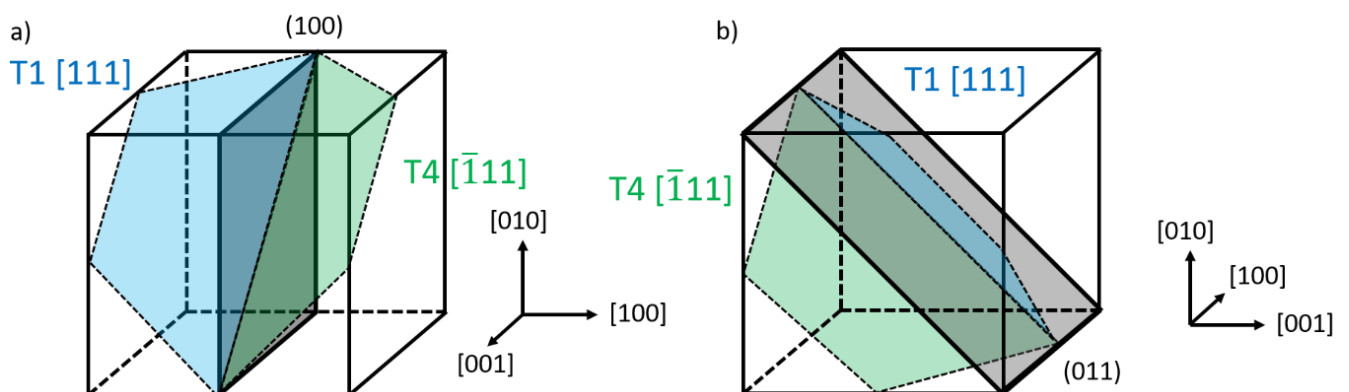 a)
(100)
T1 [111]
T4 [1̅11]
[010]
[100]
[001]
b)
T1 [111]
T4 [1̅11]
(011)
[010]
[100]
[001]